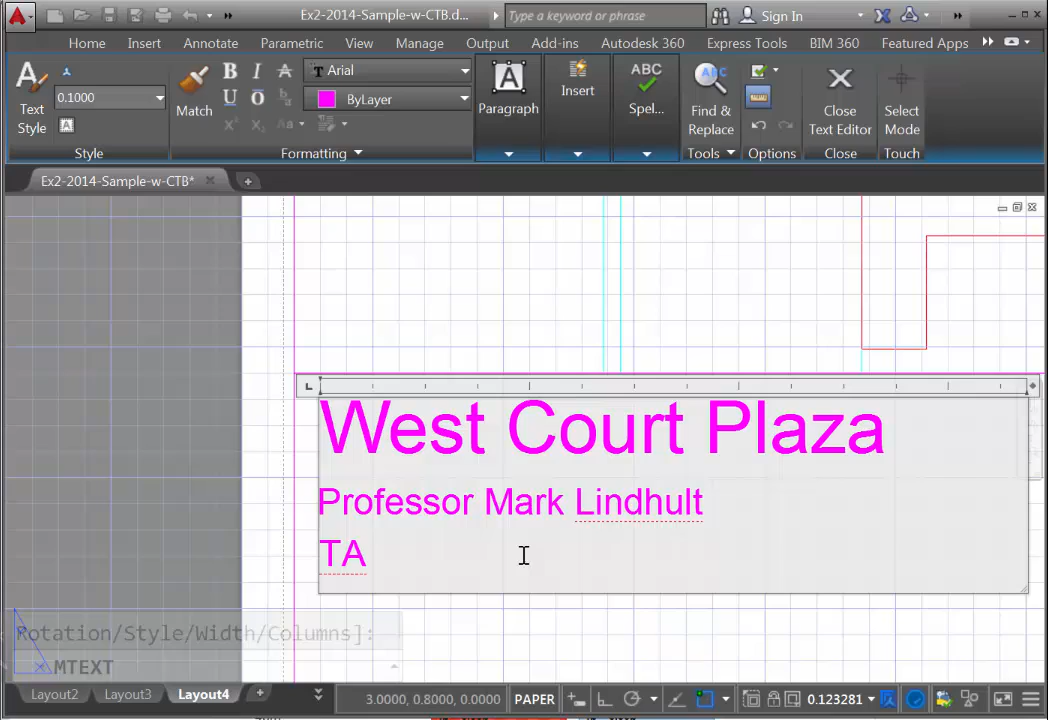 Ex2-2014-Sample-w-CTB.d...
Type a keyword or phrase
Sign In
Home Insert Annotate Parametric View Manage Output Add-ins Autodesk 360 Express Tools BIM 360 Featured Apps
Text Style
0.1000
Match
B I A
U O
Arial
ByLayer
Paragraph
Insert
ABC
Spel...
ABC
Find & Replace
Close Text Editor
Select Mode
Style Formatting Tools Options Close Touch
Ex2-2014-Sample-w-CTB*
West Court Plaza
Professor Mark Lindhult
TA
Rotation/Style/Width/Columns]:
MTEXT
Layout2 Layout3 Layout4
3.0000, 0.8000, 0.0000 PAPER 0.123281